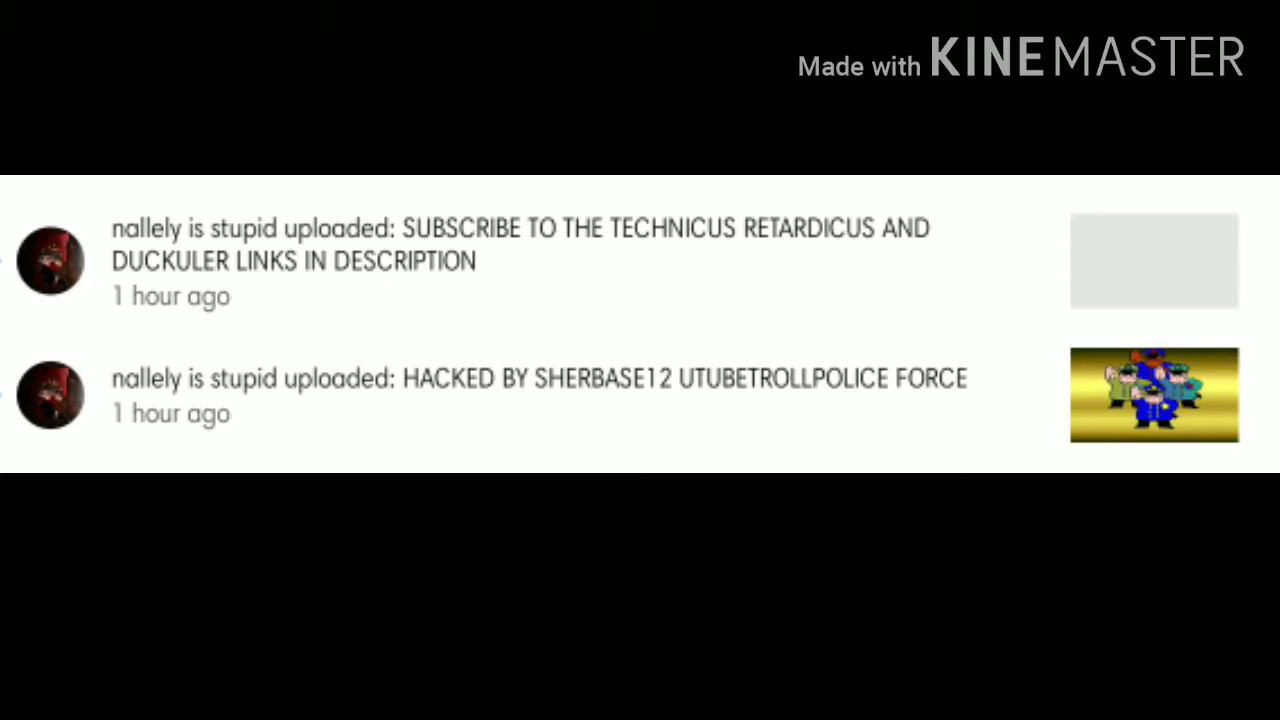 Made with KINEMASTER
nallely is stupid uploaded: SUBSCRIBE TO THE TECHNICUS RETARDICUS AND
DUCKULER LINKS IN DESCRIPTION
1 hour ago
nallely is stupid uploaded: HACKED BY SHERBASE12 UTUBETROLLPOLICE FORCE
1 hour ago